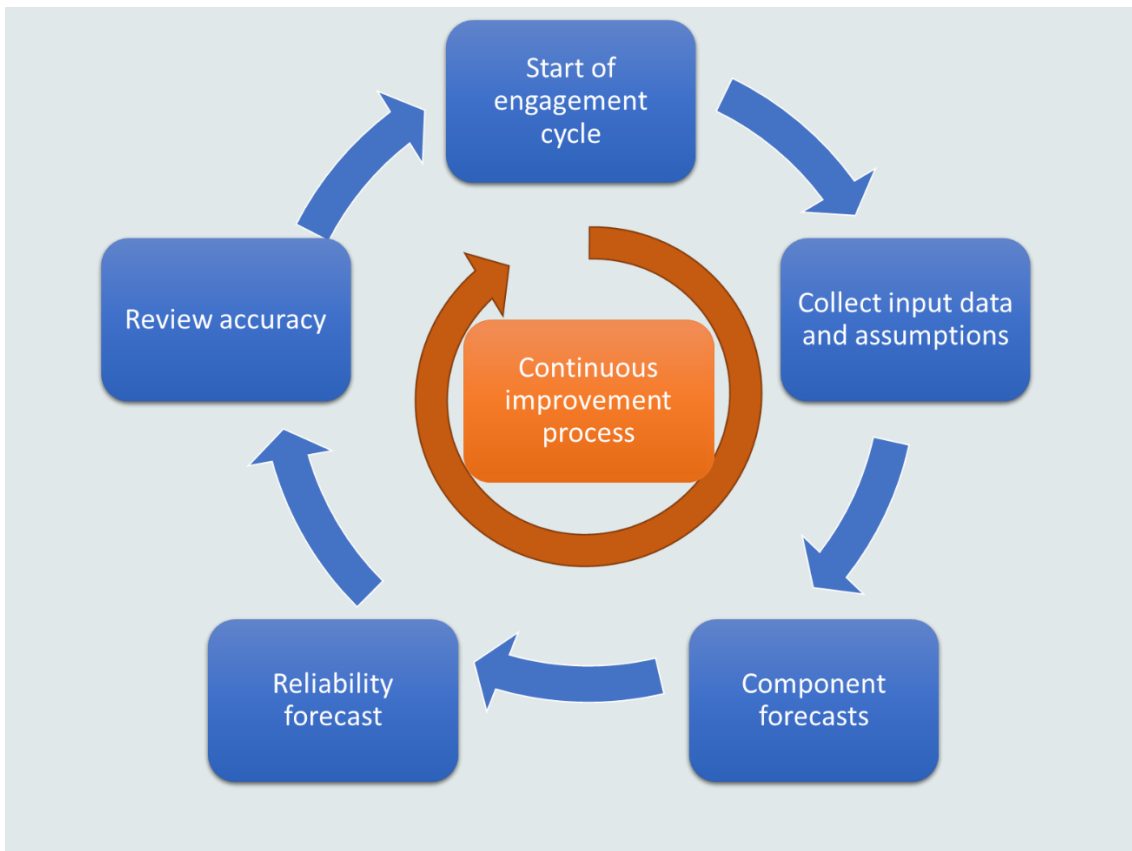 Start of
engagement
cycle
Collect input data
and assumptions
Component
forecasts
Reliability
forecast
Review accuracy
Continuous
improvement
process